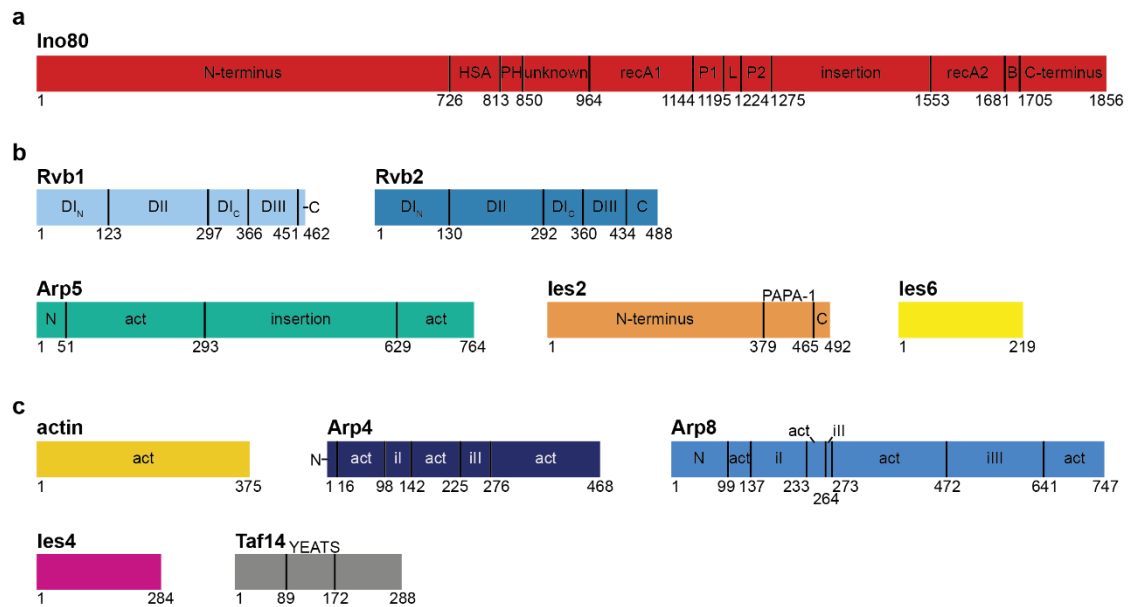 a
Ino80
N-terminus HSA PH unknown recA1 P1 L P2 insertion recA2 B C-terminus
1 726 813 850 964 1144 1195 1224 1275 1553 1681 1705 1856
b
Rvb1 Rvb2
DIN DII DIC DIII -C DIN DII DIC DIII C
1 123 297 366 451 462 1 130 292 360 434 488
Arp5 Ies2 PAPA-1 Ies6
N act insertion act N-terminus C
1 51 293 629 764 1 379 465 492 1 219
c
actin Arp4 Arp8 act iII
act N- act iI act iII act N act iI act iIII act
1 375 1 16 98 142 225 276 468 1 99 137 233 264 273 472 641 747
Ies4 Taf14 YEATS
1 284 1 89 172 288